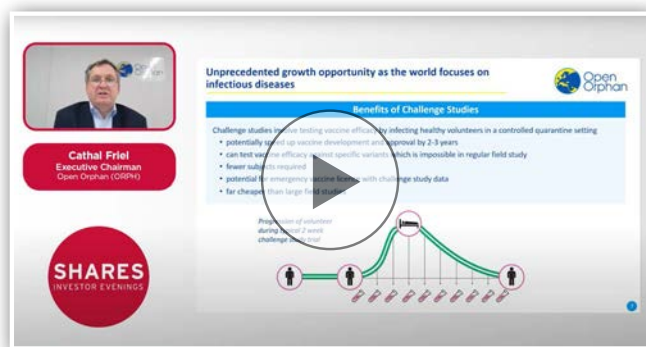 Open
Orphan
Cathal Friel
Executive Chairman
Open Orphan (ORPH)
SHARES
INVESTOR EVENINGS
Unprecedented growth opportunity as the world focuses on
infectious diseases
Open
Orphan
Benefits of Challenge Studies
Challenge studies involve testing vaccine efficacy by infecting healthy volunteers in a controlled quarantine setting
• potentially speed up vaccine development and approval by 2-3 years
• can test vaccine efficacy against specific variants which is impossible in regular field study
• fewer subjects required
• potential for emergency vaccine licence with challenge study data
• far cheaper than large field studies
Progression of volunteer
during typical 2 week
challenge study trial